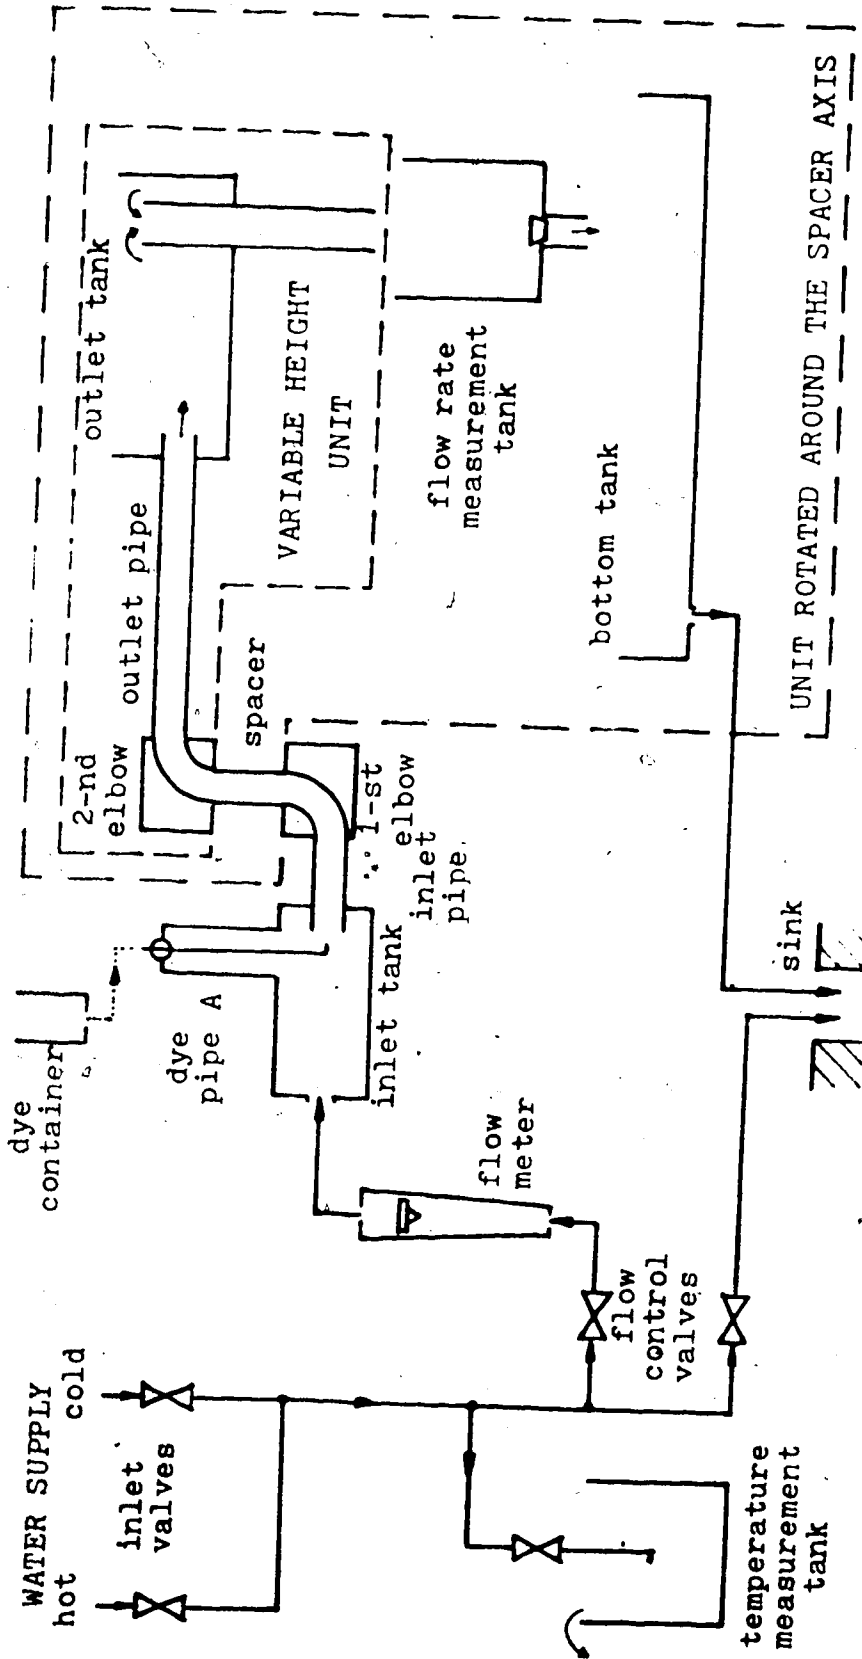 WATER SUPPLY
hot
cold
inlet
valves
temperature
measurement
tank
flow
control
valves
flow
meter
dye
container
dye
pipe A
inlet tank
inlet
pipe
1-st
elbow
2-nd
elbow
spacer
outlet pipe
outlet tank
VARIABLE HEIGHT
UNIT
flow rate
measurement
tank
bottom tank
sink
UNIT ROTATED AROUND THE SPACER AXIS